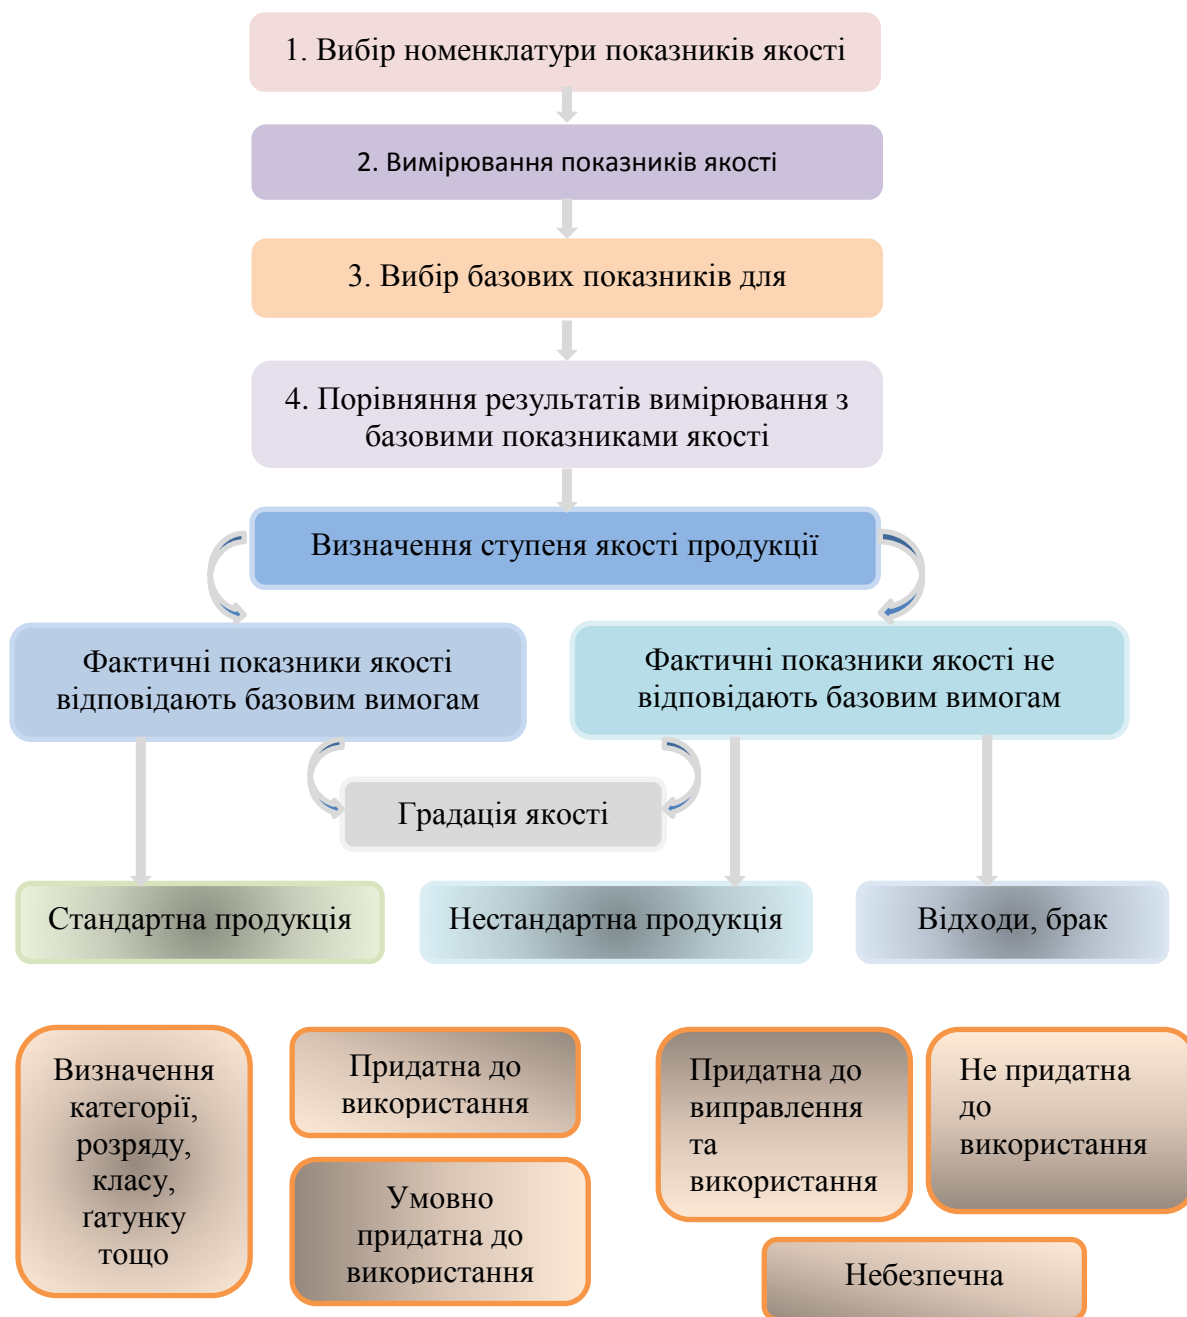 1. Вибір номенклатури показників якості
2. Вимірювання показників якості
3. Вибір базових показників для
4. Порівняння результатів вимірювання з
базовими показниками якості
Визначення ступеня якості продукції
Фактичні показники якості
відповідають базовим вимогам
Фактичні показники якості не
відповідають базовим вимогам
Градація якості
Стандартна продукція
Нестандартна продукція
Відходи, брак
Визначення
категорії,
розряду,
класу,
ґатунку
тощо
Придатна до
використання
Умовно
придатна до
використання
Придатна до
виправлення
та
використання
Не придатна
до
використання
Небезпечна